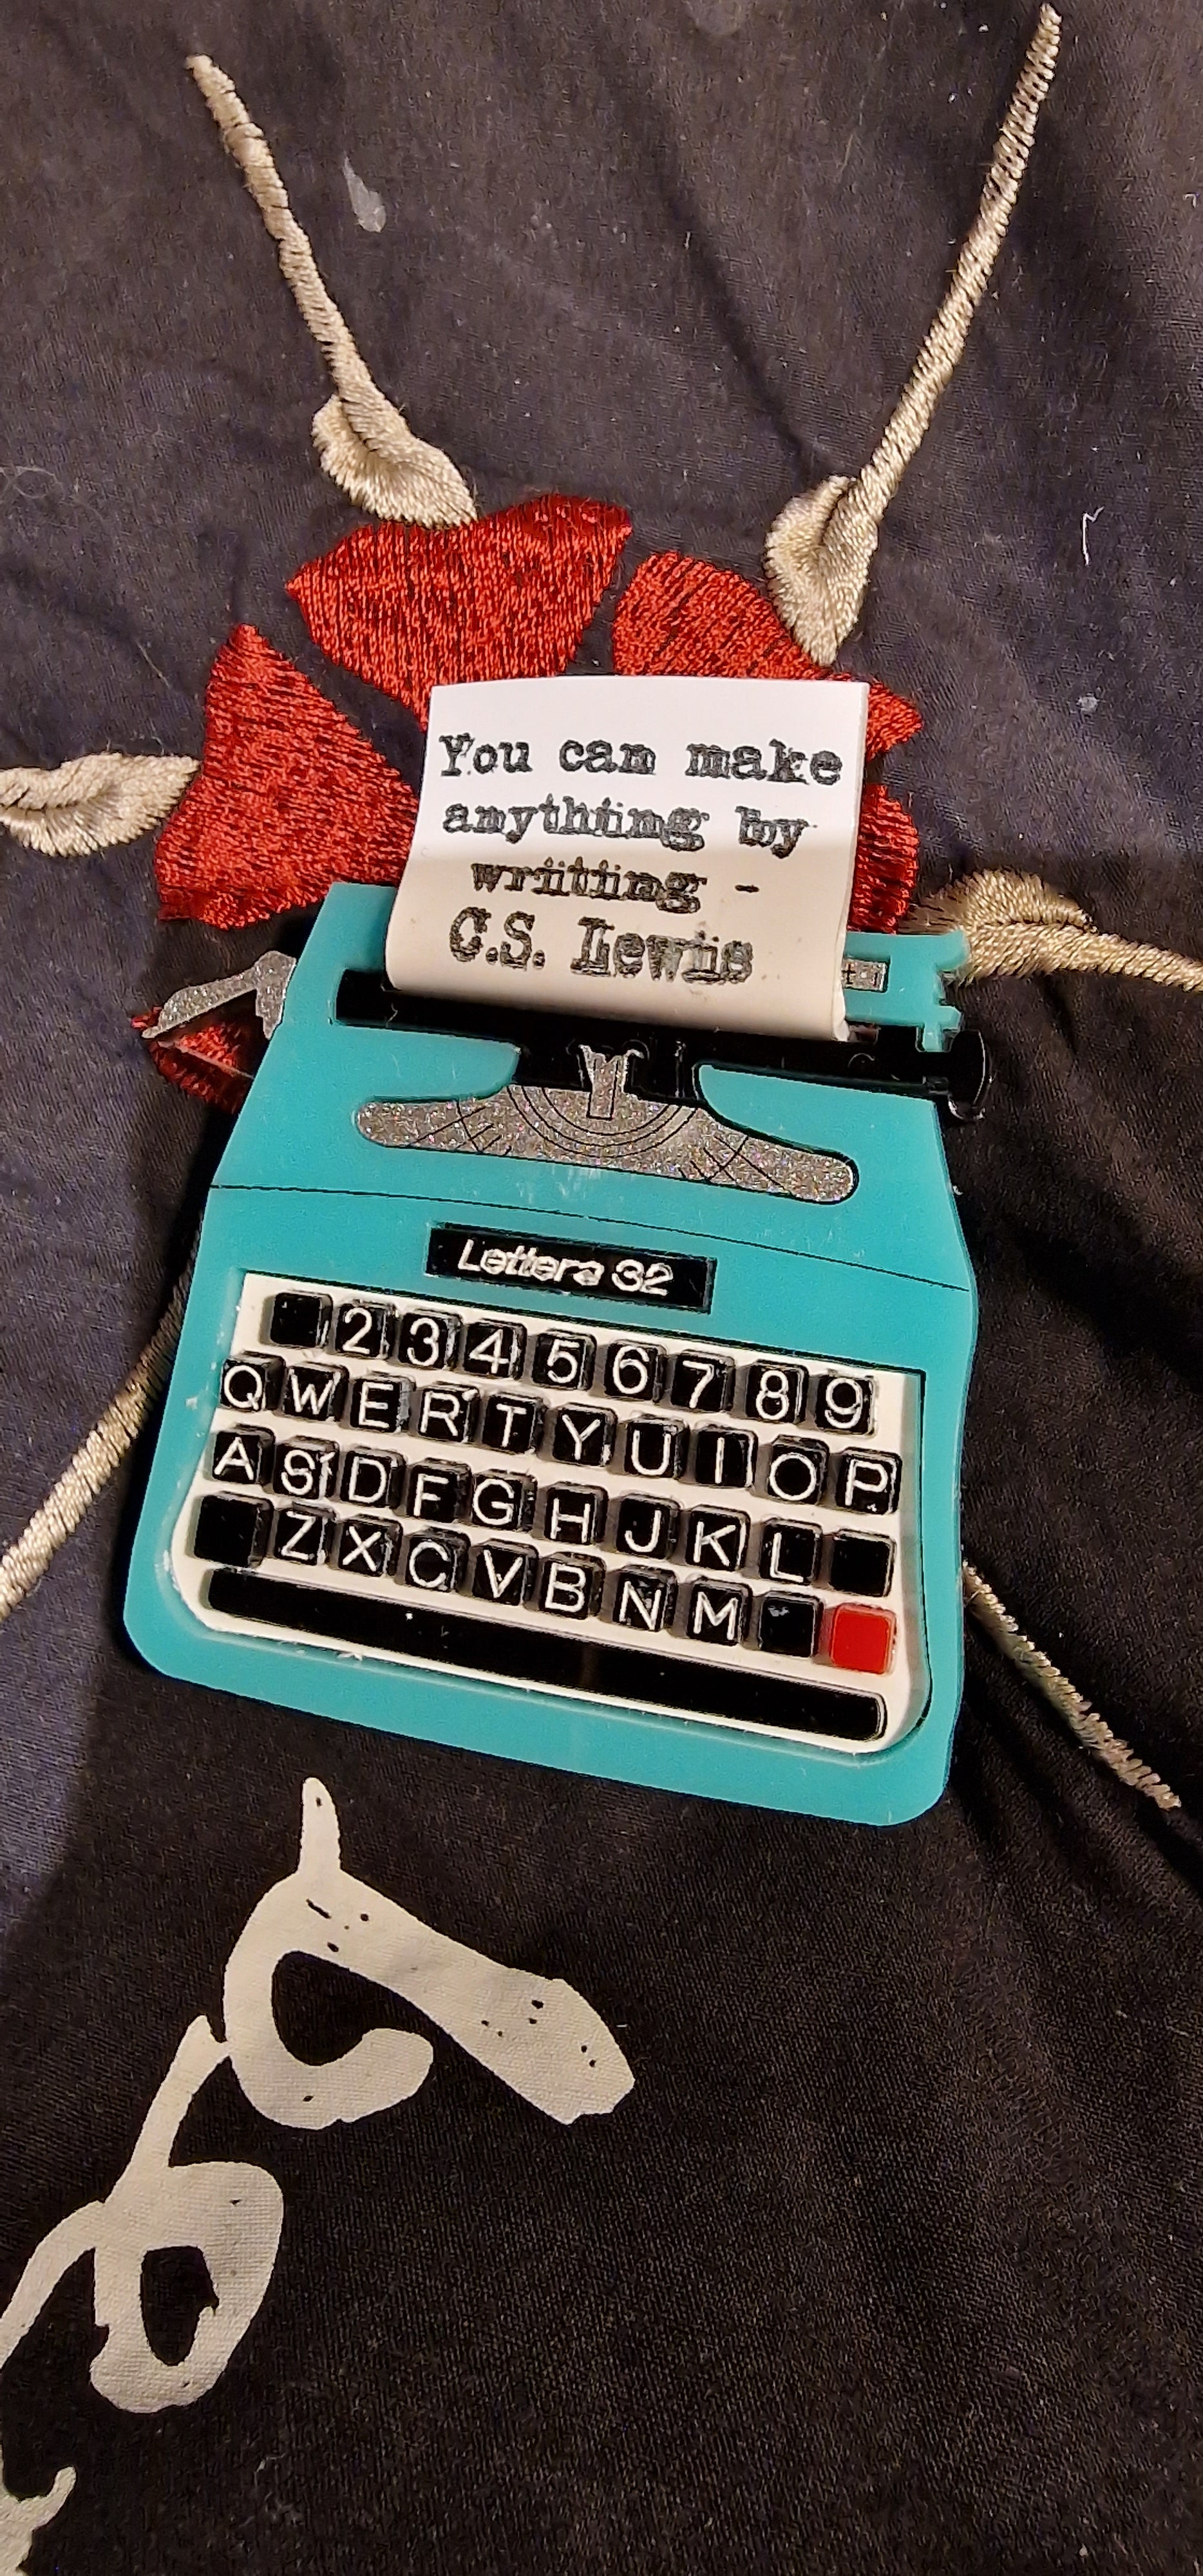 You can make
anything by
writing -
C.S. Lewis
Lettera 32
2 3 4 5 6 7 8 9
Q W E R T Y U I O P
A S D F G H J K L
Z X C V B N M